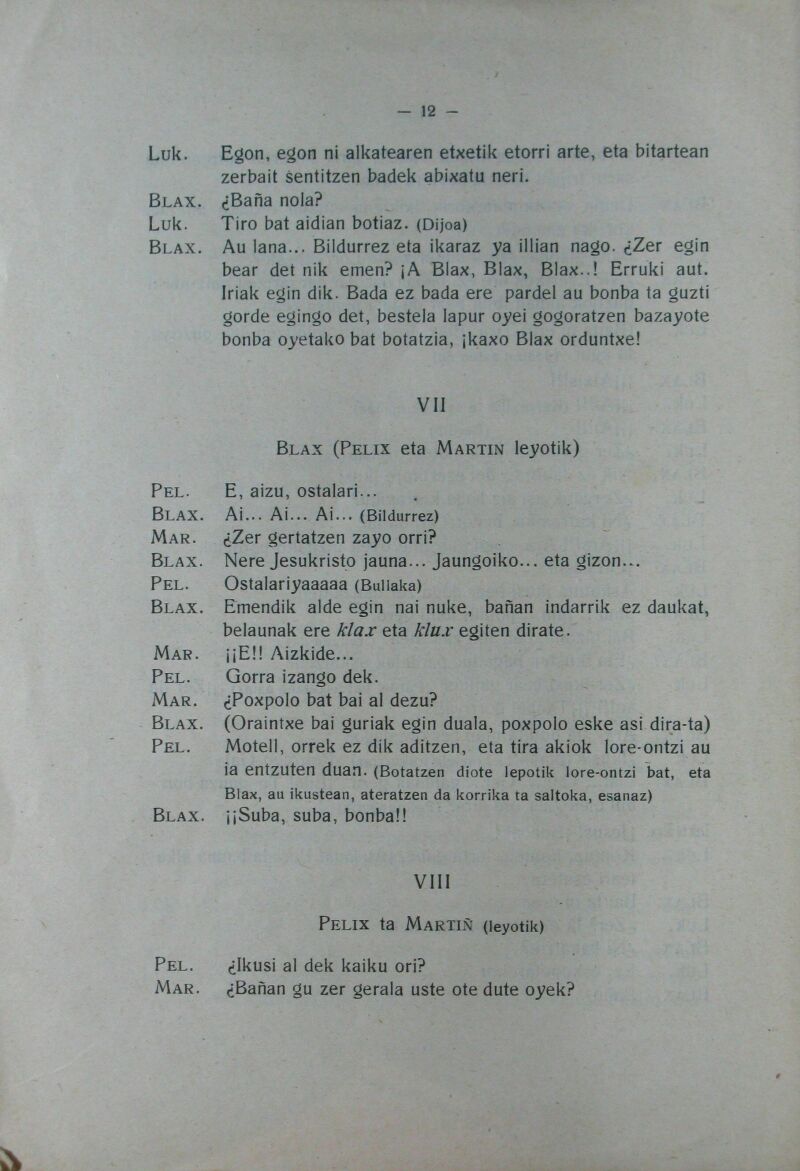 — 12 —
Luk. Egon, egon ni alkatearen etxetik etorri arte, eta bitartean
zerbait sentitzen badek abixatu neri.
BLAX. ¿Baña nola?
Luk. Tiro bat aidian botiaz. (Dijoa)
BLAX. Au lana... Bildurrez eta ikaraz ya illian nago. ¿Zer egin
bear det nik emen? ¡A Blax, Blax, Blax..! Erruki aut.
Iriak egin dik. Bada ez bada ere pardel au bonba ta guzti
gorde egingo det, bestela lapur oyei gogoratzen bazayote
bonba oyetako bat botatzia, ¡kaxo Blax orduntxe!
VII
BLAX (PELIX eta MARTIN leyotik)
PEL. E, aizu, ostalari...
BLAX. Ai... Ai... Ai... (Bildurrez)
MAR. ¿Zer gertatzen zayo orri?
BLAX. Nere Jesukristo jauna... Jaungoiko... eta gizon...
PEL. Ostalariyaaaaa (Bullaka)
BLAX. Emendik alde egin nai nuke, bañan indarrik ez daukat,
belaunak ere klax eta klux egiten dirate.
MAR. ¡¡E!! Aizkide...
PEL. Gorra izango dek.
MAR. ¿Poxpolo bat bai al dezu?
BLAX. (Oraintxe bai guriak egin duala, poxpolo eske asi dira-ta)
PEL. Motell, orrek ez dik aditzen, eta tira akiok lore-ontzi au
ia entzuten duan. (Botatzen diote lepotik lore-ontzi bat, eta
Blax, au ikustean, ateratzen da korrika ta saltoka, esanaz)
BLAX. ¡¡Suba, suba, bonba!!
VIII
PELIX ta MARTIÑ (leyotik)
PEL. ¿Ikusi al dek kaiku ori?
MAR. ¿Bañan gu zer gerala uste ote dute oyek?